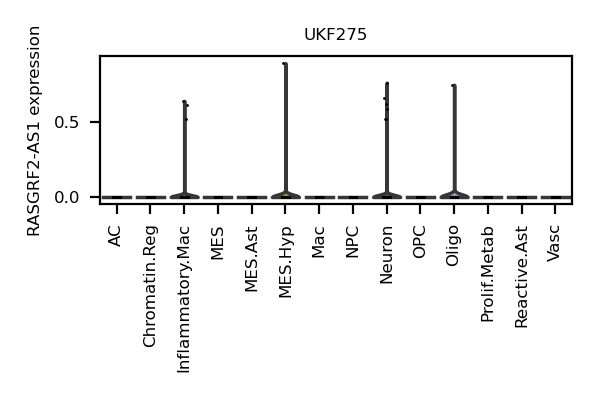 UKF275
RASGRF2-AS1 expression
0.5
0.0
AC
Chromatin.Reg
Inflammatory.Mac
MES
MES.Ast
MES.Hyp
Mac
NPC
Neuron
OPC
Oligo
Prolif.Metab
Reactive.Ast
Vasc